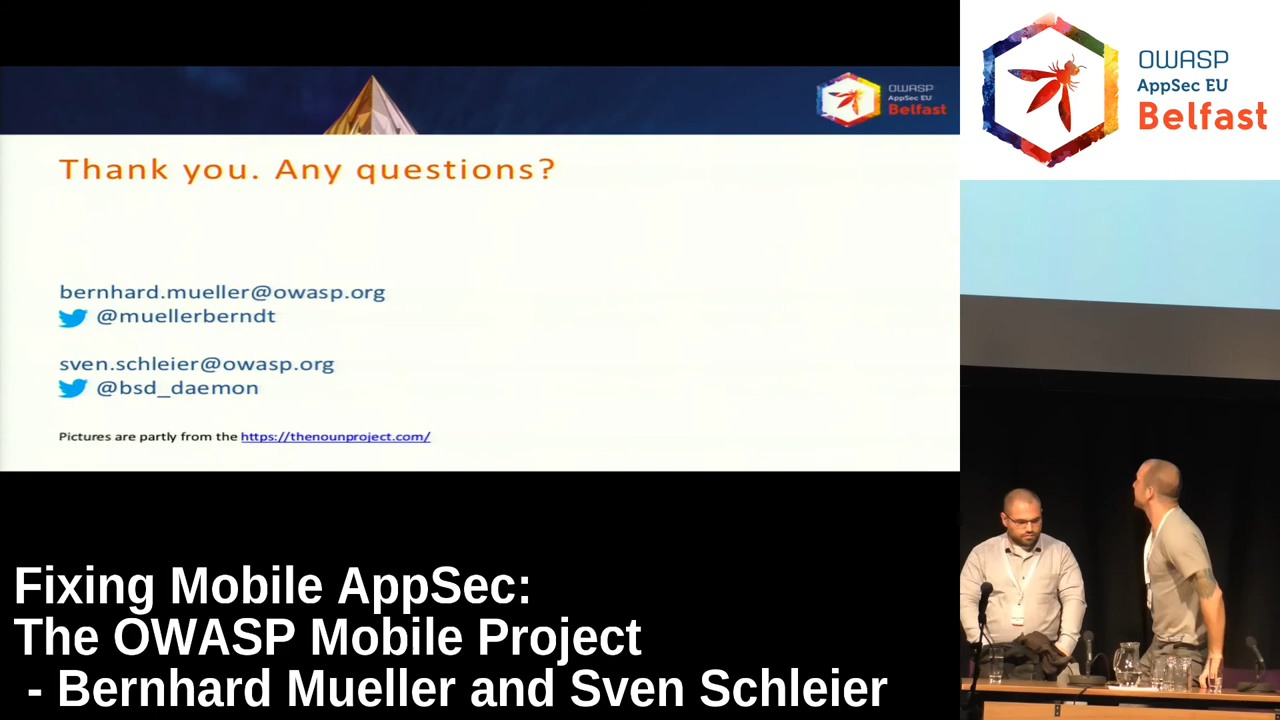 OWASP
AppSec EU
Belfast
Thank you. Any questions?
bernhard.mueller@owasp.org
@muellerberndt
sven.schleier@owasp.org
@bsd_daemon
Pictures are partly from the https://thenounproject.com/
OWASP
AppSec EU
Belfast
Fixing Mobile AppSec:
The OWASP Mobile Project
- Bernhard Mueller and Sven Schleier